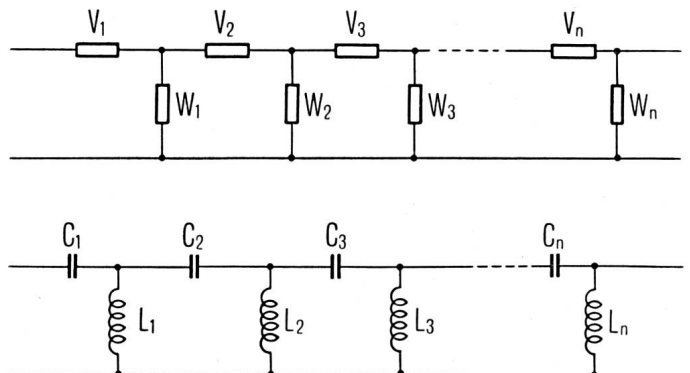 V₁ V₂ V₃ Vₙ
W₁ W₂ W₃ Wₙ
C₁ C₂ C₃ Cₙ
L₁ L₂ L₃ Lₙ